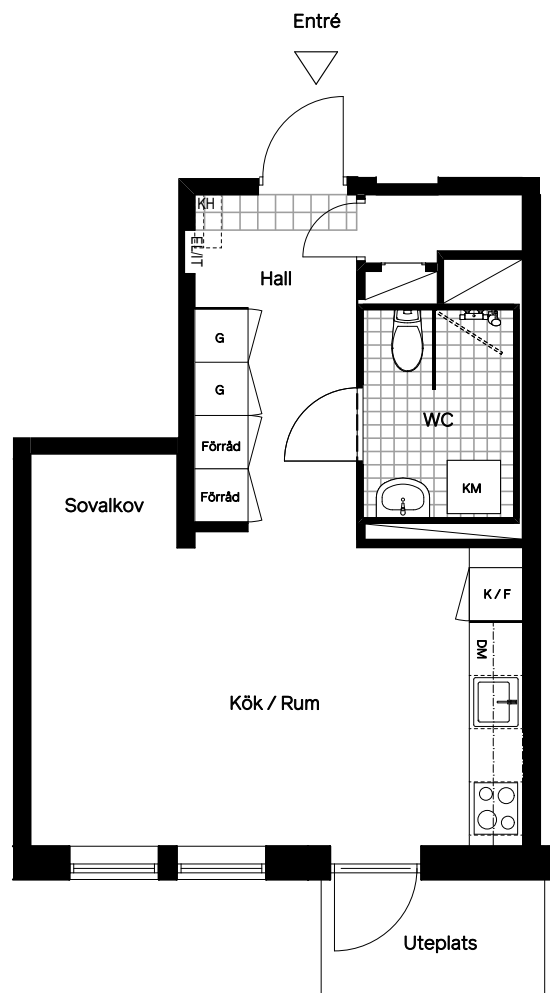 Entré
KH
EL/IT
Hall
G
G
Förråd
Förråd
WC
KM
Sovalkov
K / F
DM
Kök / Rum
Uteplats